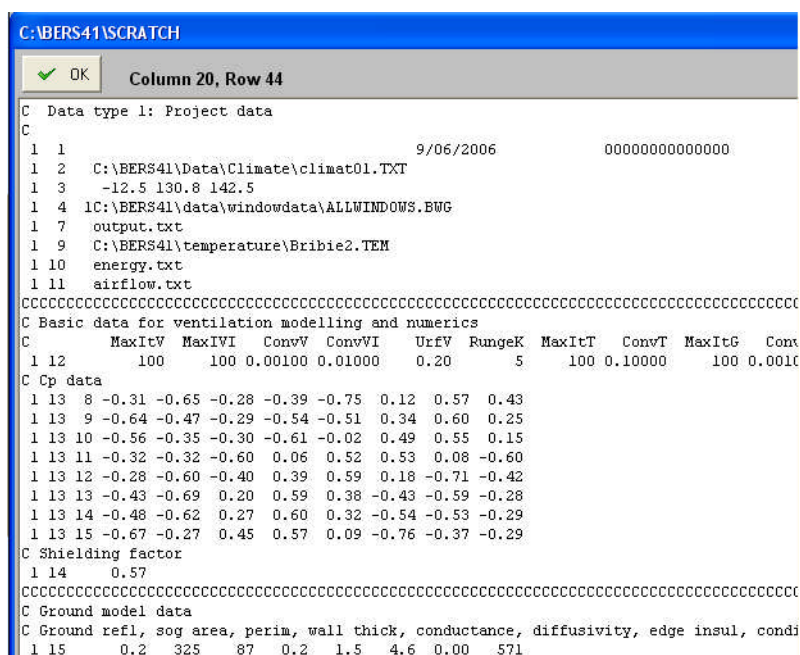 C:\BERS41\SCRATCH
OK Column 20, Row 44
C  Data type 1: Project data
C
1  1                                        9/06/2006            00000000000000
1  2   C:\BERS41\Data\Climate\climat01.TXT
1  3    -12.5 130.8 142.5
1  4  1C:\BERS41\data\windowdata\ALLWINDOWS.BWG
1  7   output.txt
1  9   C:\BERS41\temperature\Bribie2.TEM
1 10   energy.txt
1 11   airflow.txt
CCCCCCCCCCCCCCCCCCCCCCCCCCCCCCCCCCCCCCCCCCCCCCCCCCCCCCCCCCCCCCCCCCCCCCCCCCCCCCCCCCCCCCCC
C Basic data for ventilation modelling and numerics
C         MaxItV  MaxIVI   ConvV  ConvVI    UrfV  RungeK  MaxItT   ConvT  MaxItG   Conv
1 12         100     100 0.00100 0.01000    0.20       5     100 0.10000     100 0.0010
C Cp data
1 13  8 -0.31 -0.65 -0.28 -0.39 -0.75  0.12  0.57  0.43
1 13  9 -0.64 -0.47 -0.29 -0.54 -0.51  0.34  0.60  0.25
1 13 10 -0.56 -0.35 -0.30 -0.61 -0.02  0.49  0.55  0.15
1 13 11 -0.32 -0.32 -0.60  0.06  0.52  0.53  0.08 -0.60
1 13 12 -0.28 -0.60 -0.40  0.39  0.59  0.18 -0.71 -0.42
1 13 13 -0.43 -0.69  0.20  0.59  0.38 -0.43 -0.59 -0.28
1 13 14 -0.48 -0.62  0.27  0.60  0.32 -0.54 -0.53 -0.29
1 13 15 -0.67 -0.27  0.45  0.57  0.09 -0.76 -0.37 -0.29
C Shielding factor
1 14     0.57
CCCCCCCCCCCCCCCCCCCCCCCCCCCCCCCCCCCCCCCCCCCCCCCCCCCCCCCCCCCCCCCCCCCCCCCCCCCCCCCCCCCCCCCC
C Ground model data
C Ground refl, sog area, perim, wall thick, conductance, diffusivity, edge insul, condi
1 15      0.2   325    87   0.2   1.5   4.6  0.00   571